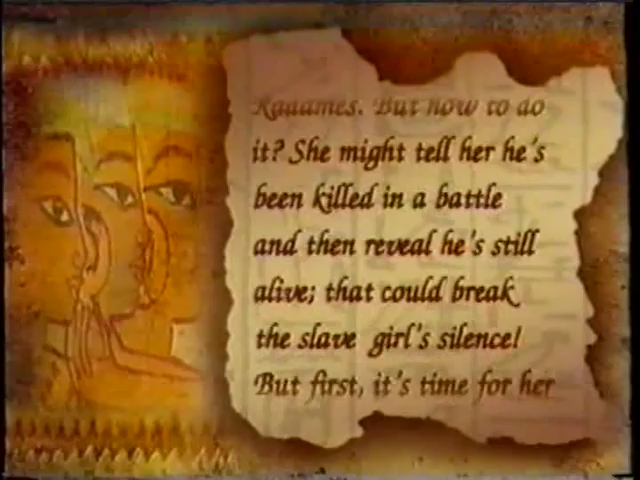 Radames. But how to do
it? She might tell her he's
been killed in a battle
and then reveal he's still
alive; that could break
the slave girl's silence!
But first, it's time for her